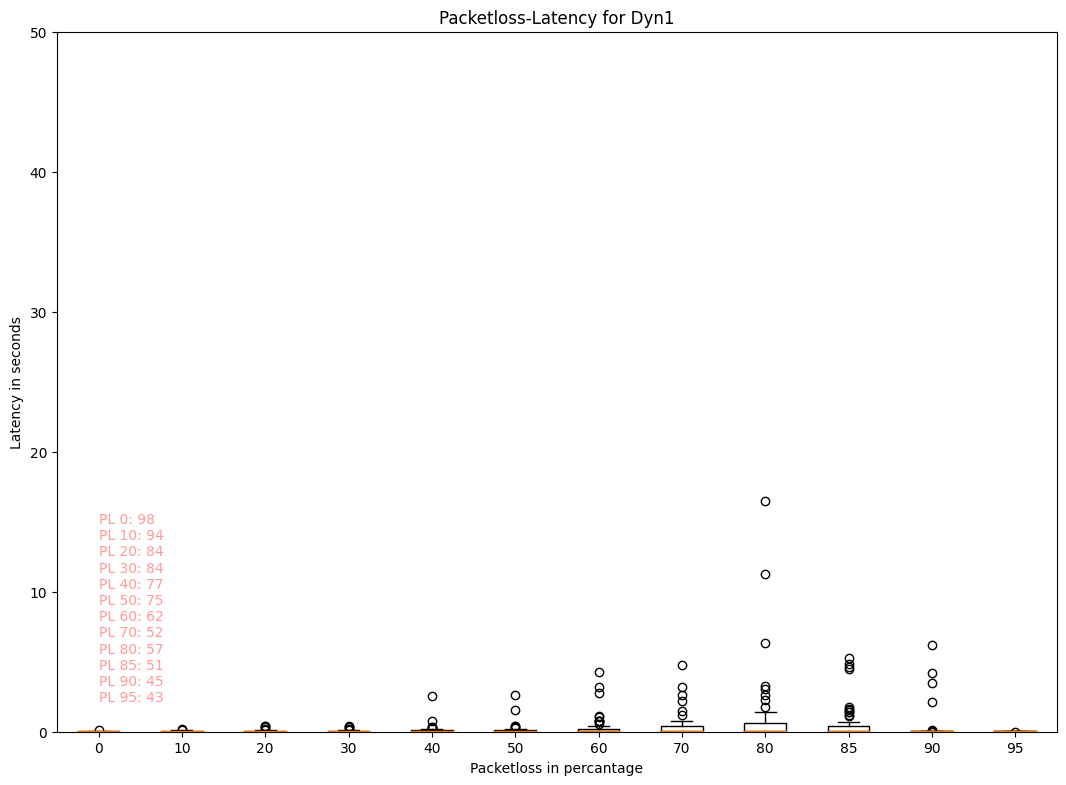 Packetloss-Latency for Dyn1
50
40
30
20
10
0
Latency in seconds
PL 0: 98
PL 10: 94
PL 20: 84
PL 30: 84
PL 40: 77
PL 50: 75
PL 60: 62
PL 70: 52
PL 80: 57
PL 85: 51
PL 90: 45
PL 95: 43
0 10 20 30 40 50 60 70 80 85 90 95
Packetloss in percantage